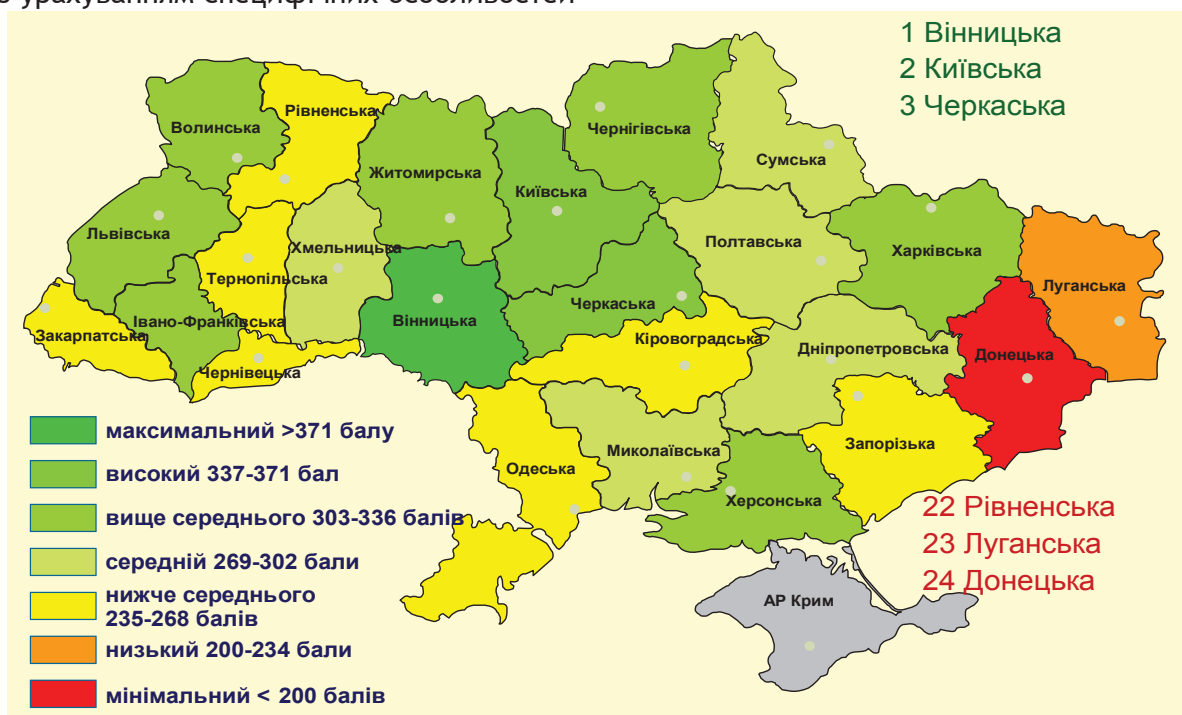 з урахуванням специфічних особливостей
1 Вінницька
2 Київська
3 Черкаська
Рівненська
Волинська
Чернігівська
Сумська
Житомирська
Київська
Львівська
Хмельницька
Полтавська
Харківська
Тернопільська
Луганська
Івано-Франківська
Вінницька
Черкаська
Закарпатська
Кіровоградська
Дніпропетровська
Донецька
Чернівецька
максимальний >371 балу
високий 337-371 бал
вище середнього 303-336 балів
середній 269-302 бали
нижче середнього
235-268 балів
низький 200-234 бали
мінімальний < 200 балів
Одеська
Миколаївська
Запорізька
Херсонська
АР Крим
22 Рівненська
23 Луганська
24 Донецька